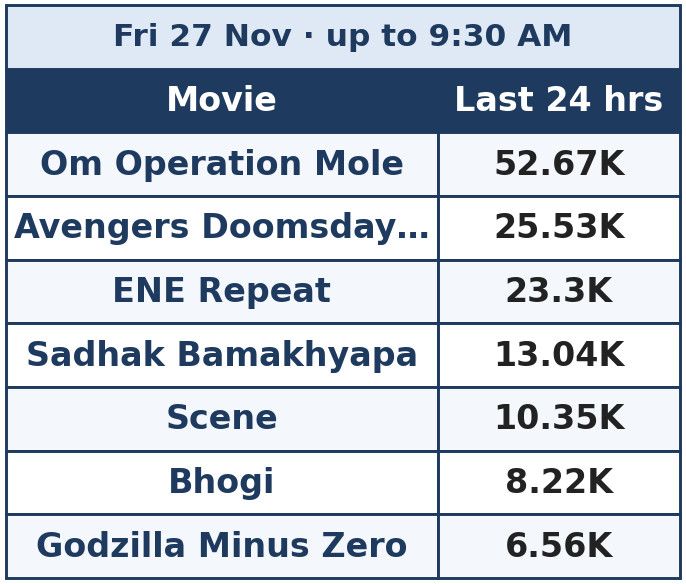 Fri 27 Nov · up to 9:30 AM
Movie Last 24 hrs
Om Operation Mole 52.67K
Avengers Doomsday... 25.53K
ENE Repeat 23.3K
Sadhak Bamakhyapa 13.04K
Scene 10.35K
Bhogi 8.22K
Godzilla Minus Zero 6.56K